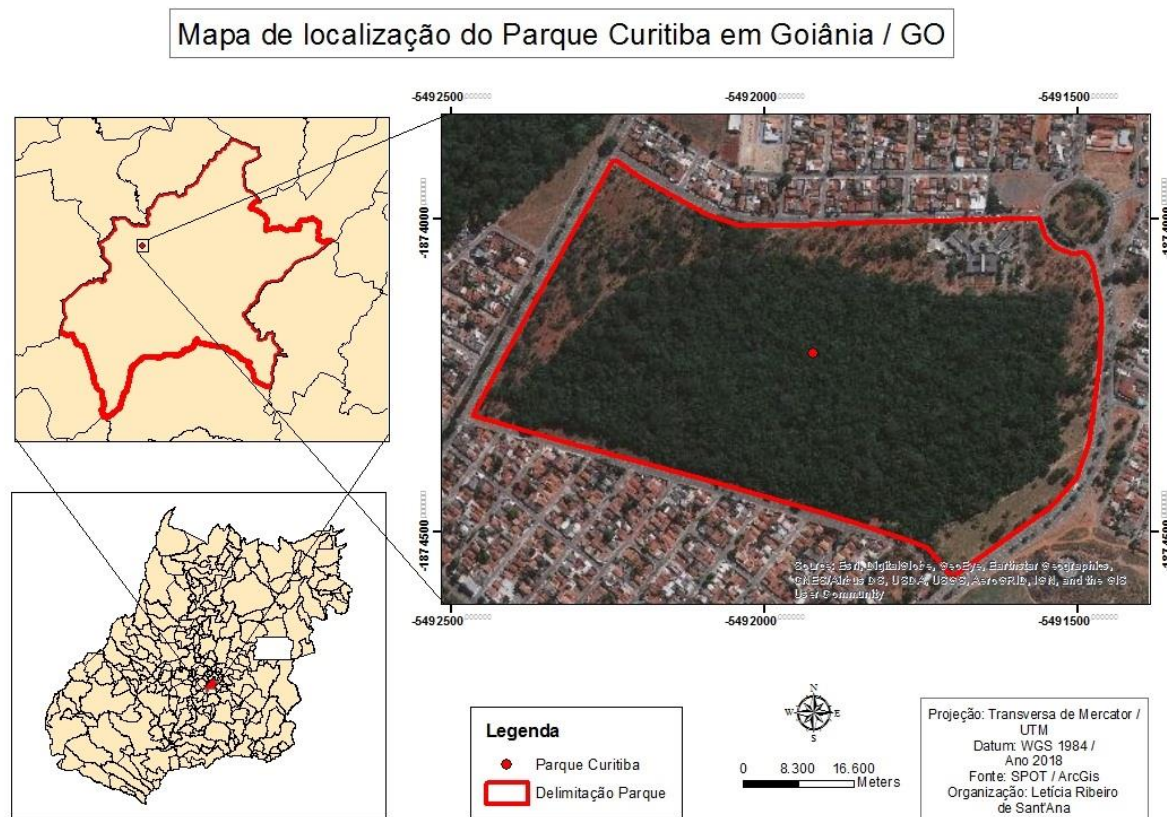 Mapa de localização do Parque Curitiba em Goiânia / GO
-5492500 -5492000 -5491500
-1874000 -1874000
-1874500 -1874500
Source: Esri, DigitalGlobe, GeoEye, Earthstar Geographics,
CNES/Airbus DS, USDA, USGS, AeroGRID, IGN, and the GIS
User Community
-5492500 -5492000 -5491500
Legenda
Parque Curitiba
Delimitação Parque
N
W E
S
0 8.300 16.600
Meters
Projeção: Transversa de Mercator /
UTM
Datum: WGS 1984 /
Ano 2018
Fonte: SPOT / ArcGis
Organização: Letícia Ribeiro
de Sant'Ana